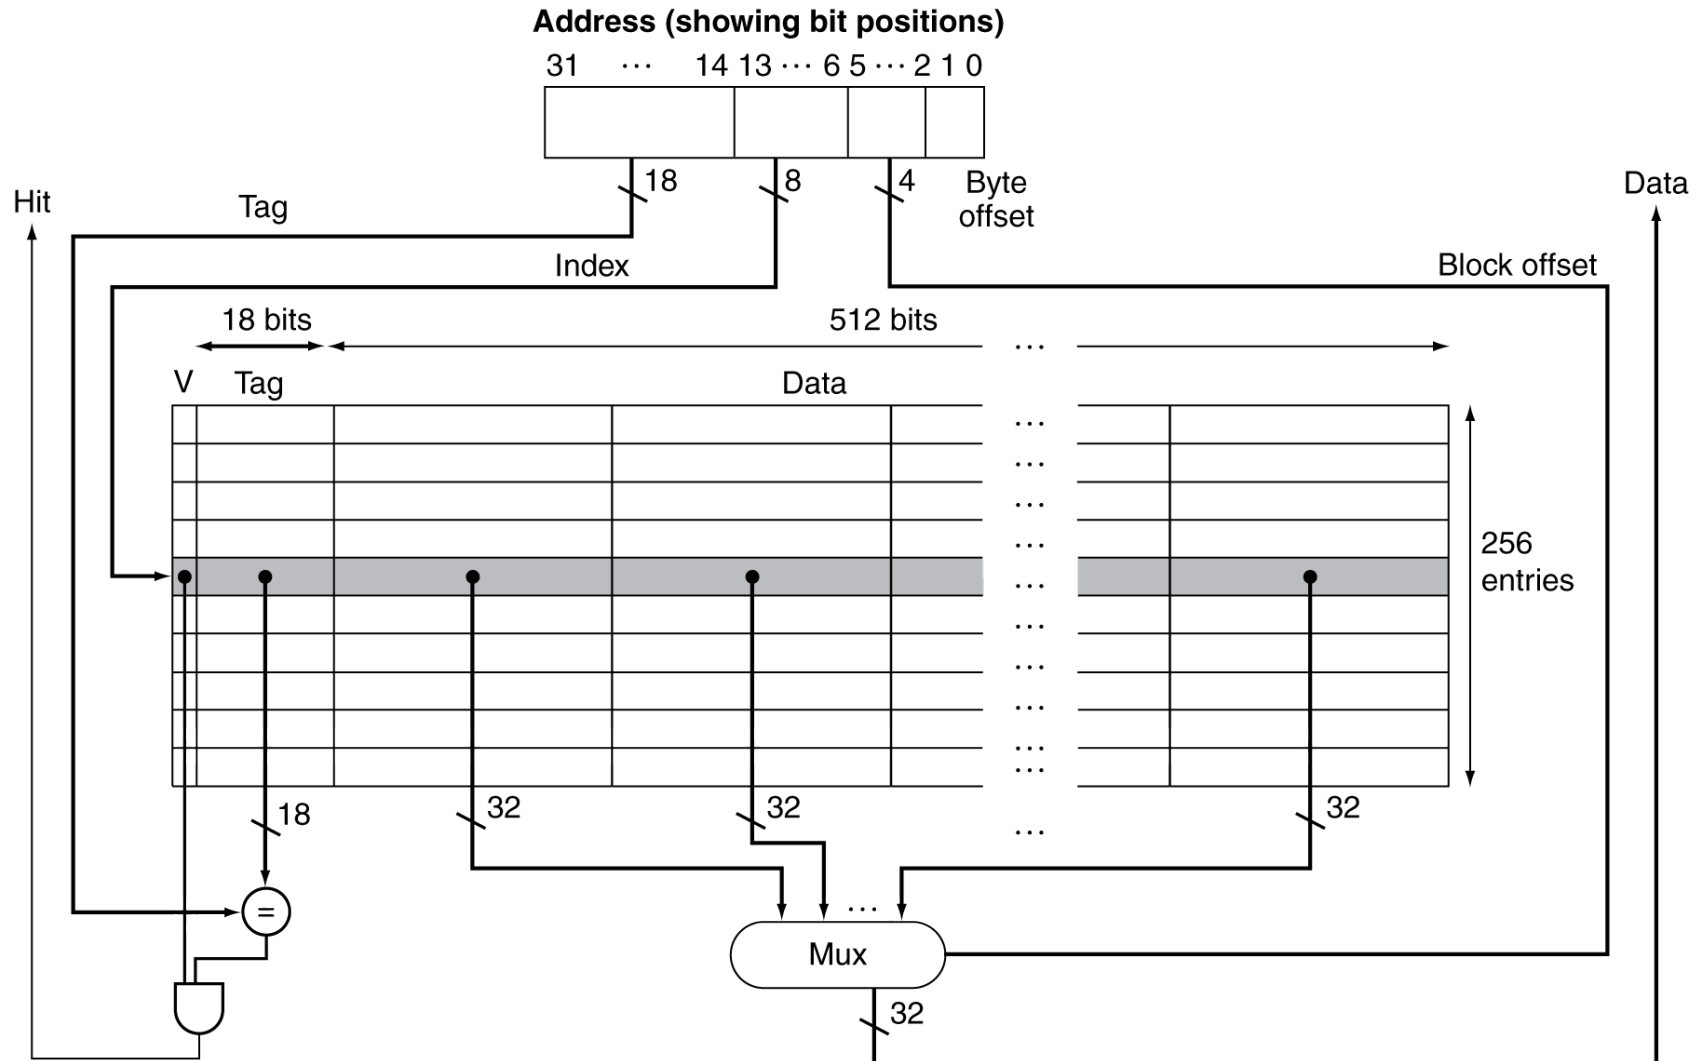 Address (showing bit positions)
31 ... 14 13 ... 6 5 ... 2 1 0
18
8
4
Byte
offset
Hit
Tag
Data
Index
Block offset
18 bits
512 bits
...
V
Tag
Data
...
...
...
...
...
...
...
...
...
...
256
entries
18
32
32
...
32
=
...
Mux
32